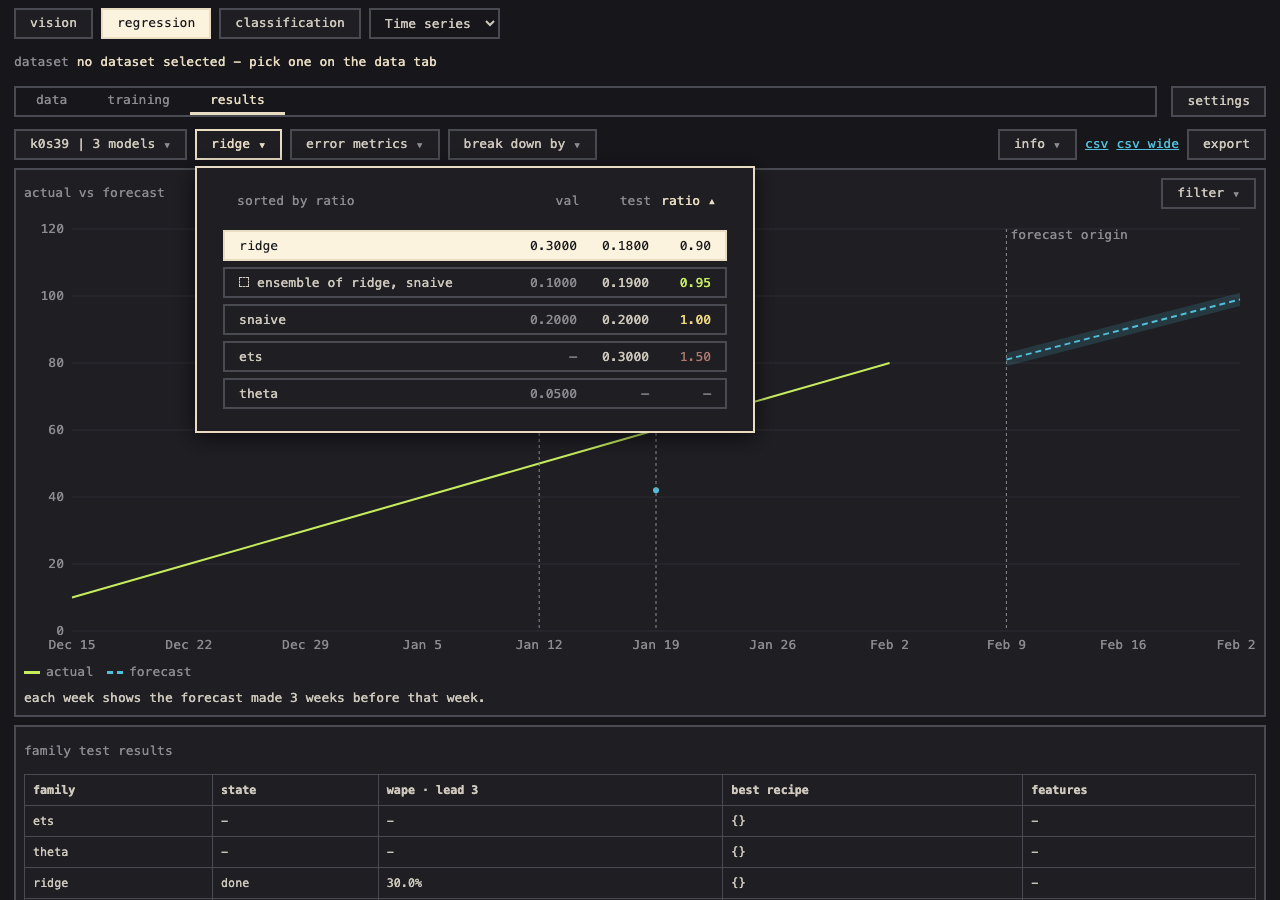 vision regression classification Time series
dataset no dataset selected — pick one on the data tab
data training results settings
k0s39 | 3 models ▾ ridge ▾ error metrics ▾ break down by ▾ info ▾ csv csv wide export
actual vs forecast filter ▾
sorted by ratio val test ratio ▲
ridge 0.3000 0.1800 0.90
ensemble of ridge, snaive 0.1000 0.1900 0.95
snaive 0.2000 0.2000 1.00
ets — 0.3000 1.50
theta 0.0500 — —
forecast origin
120
100
80
60
40
20
0
Dec 15 Dec 22 Dec 29 Jan 5 Jan 12 Jan 19 Jan 26 Feb 2 Feb 9 Feb 16 Feb 2
actual forecast
each week shows the forecast made 3 weeks before that week.
family test results
family state wape · lead 3 best recipe features
ets — — {} —
theta — — {} —
ridge done 30.0% {} —